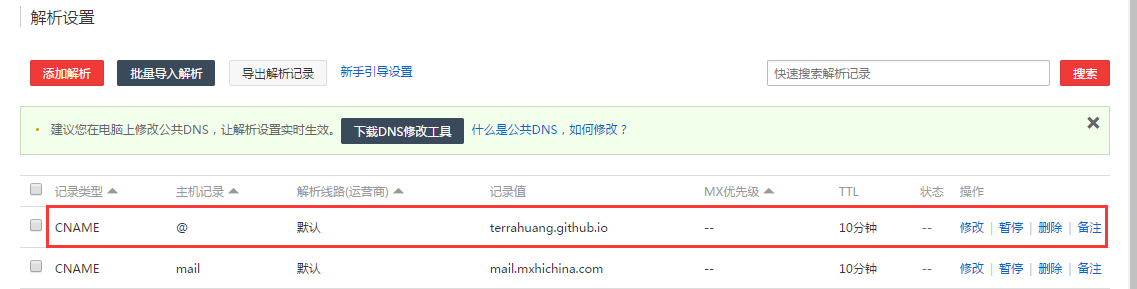 解析设置
添加解析 批量导入解析 导出解析记录 新手引导设置 快速搜索解析记录 搜索
建议您在电脑上修改公共DNS，让解析设置实时生效。 下载DNS修改工具 什么是公共DNS，如何修改？
记录类型 主机记录 解析线路(运营商) 记录值 MX优先级 TTL 状态 操作
CNAME @ 默认 terrahuang.github.io -- 10分钟 -- 修改 | 暂停 | 删除 | 备注
CNAME mail 默认 mail.mxhichina.com -- 10分钟 -- 修改 | 暂停 | 删除 | 备注